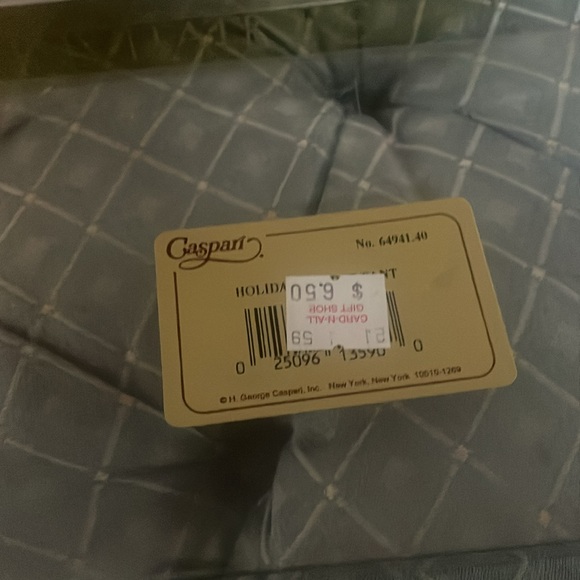 Caspari
No. 64941.40
HOLIDA
$ 6.50
CARD-N-ALL
GIFT SHOP
59
0 25096 13590 0
© H. George Caspari, Inc. New York, New York 10010-1269